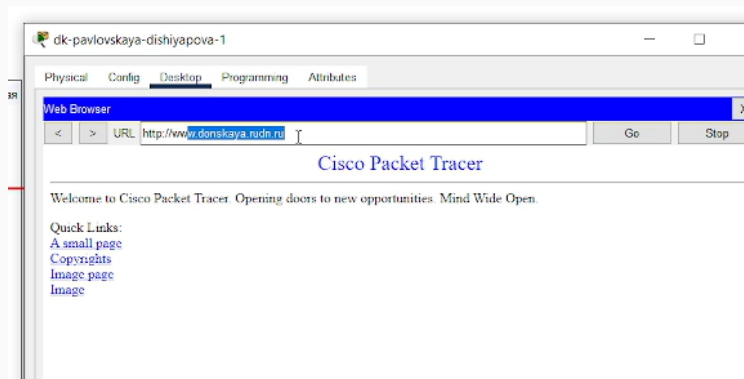 dk-pavlovskaya-dishiyapova-1
Physical Config Desktop Programming Attributes
ая
Web Browser
X
< > URL http://www.donskaya.rudn.ru Go Stop
Cisco Packet Tracer
Welcome to Cisco Packet Tracer. Opening doors to new opportunities. Mind Wide Open.
Quick Links:
A small page
Copyrights
Image page
Image